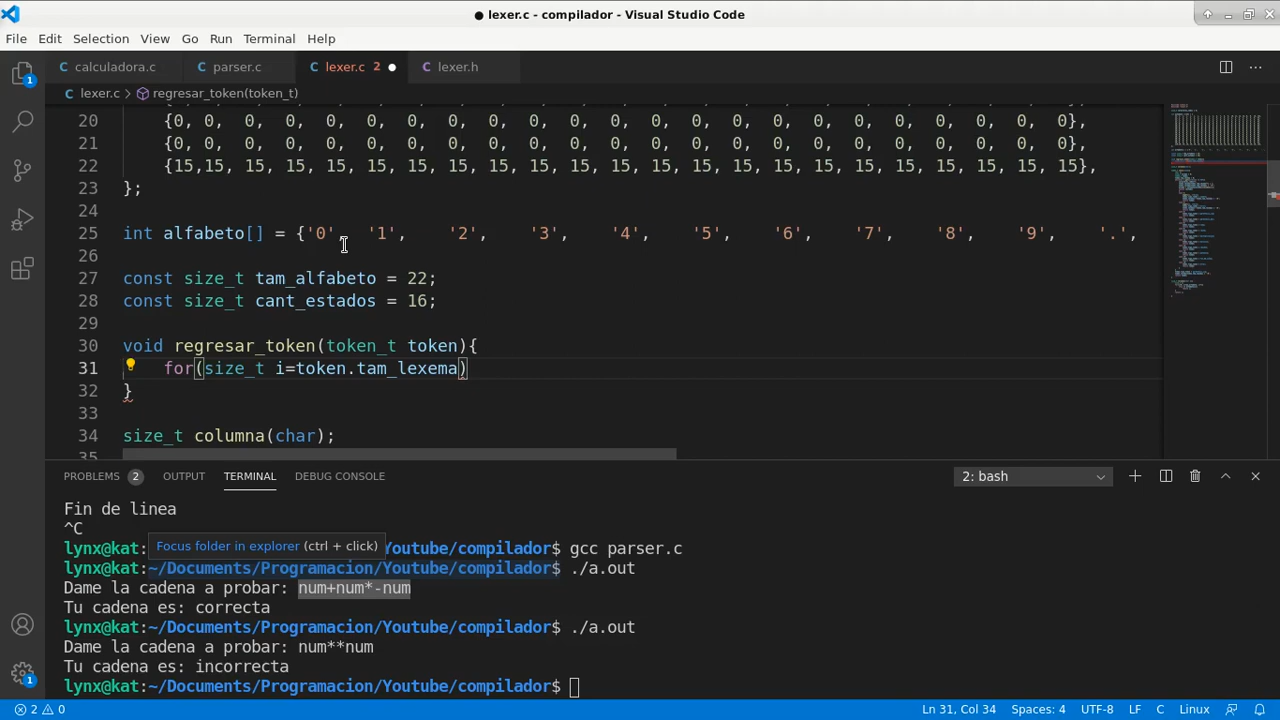 ● lexer.c - compilador - Visual Studio Code
File Edit Selection View Go Run Terminal Help
C calculadora.c C parser.c C lexer.c 2 ● C lexer.h
C lexer.c > regresar_token(token_t)
20 {0, 0, 0, 0, 0, 0, 0, 0, 0, 0, 0, 0, 0, 0, 0, 0, 0, 0, 0, 0, 0, 0},
21 {0, 0, 0, 0, 0, 0, 0, 0, 0, 0, 0, 0, 0, 0, 0, 0, 0, 0, 0, 0, 0, 0},
22 {15,15, 15, 15, 15, 15, 15, 15, 15, 15, 15, 15, 15, 15, 15, 15, 15, 15, 15, 15, 15, 15, 15},
23 };
24
25 int alfabeto[] = {'0', '1', '2', '3', '4', '5', '6', '7', '8', '9', '.',
26
27 const size_t tam_alfabeto = 22;
28 const size_t cant_estados = 16;
29
30 void regresar_token(token_t token){
31 for(size_t i=token.tam_lexema)
32 }
33
34 size_t columna(char);
35
PROBLEMS 2 OUTPUT TERMINAL DEBUG CONSOLE 2: bash
Fin de linea
^C
Focus folder in explorer (ctrl + click)
lynx@kat: Youtube/compilador$ gcc parser.c
lynx@kat:~/Documents/Programacion/Youtube/compilador$ ./a.out
Dame la cadena a probar: num+num*-num
Tu cadena es: correcta
lynx@kat:~/Documents/Programacion/Youtube/compilador$ ./a.out
Dame la cadena a probar: num**num
Tu cadena es: incorrecta
lynx@kat:~/Documents/Programacion/Youtube/compilador$
2 0 Ln 31, Col 34 Spaces: 4 UTF-8 LF C Linux